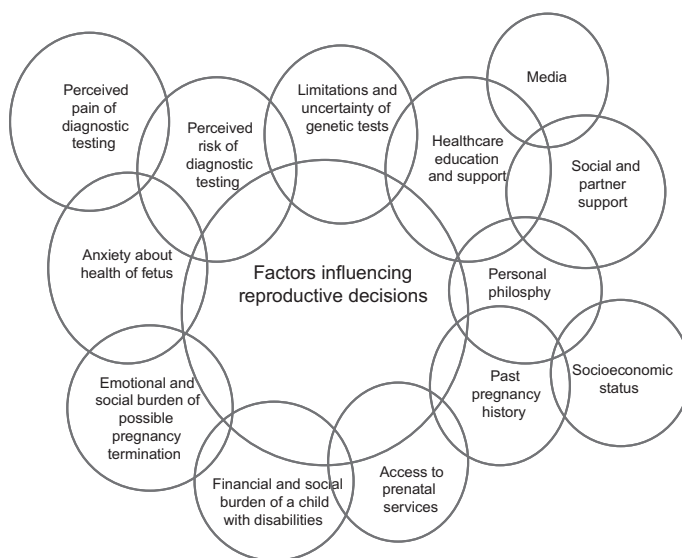 Perceived
pain of
diagnostic
testing
Perceived
risk of
diagnostic
testing
Limitations and
uncertainty of
genetic tests
Healthcare
education
and support
Media
Social and
partner
support
Anxiety about
health of fetus
Factors influencing
reproductive decisions
Personal
philosphy
Emotional and
social burden of
possible
pregnancy
termination
Financial and social
burden of a child
with disabilities
Access to
prenatal
services
Past
pregnancy
history
Socioeconomic
status